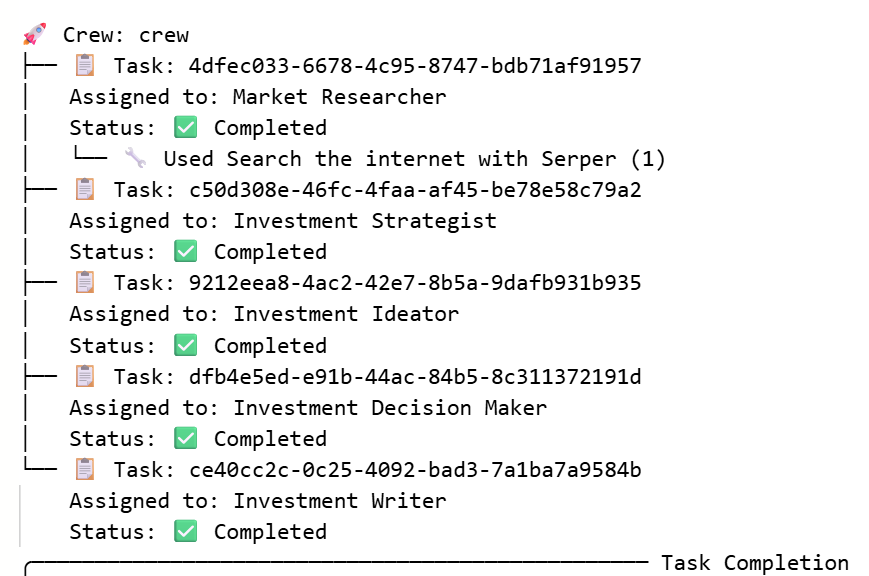 🚀 Crew: crew
├── 📋 Task: 4dfec033-6678-4c95-8747-bdb71af91957
│   Assigned to: Market Researcher
│   Status: ✅ Completed
│   └── 🔧 Used Search the internet with Serper (1)
├── 📋 Task: c50d308e-46fc-4faa-af45-be78e58c79a2
│   Assigned to: Investment Strategist
│   Status: ✅ Completed
├── 📋 Task: 9212eea8-4ac2-42e7-8b5a-9dafb931b935
│   Assigned to: Investment Ideator
│   Status: ✅ Completed
├── 📋 Task: dfb4e5ed-e91b-44ac-84b5-8c311372191d
│   Assigned to: Investment Decision Maker
│   Status: ✅ Completed
└── 📋 Task: ce40cc2c-0c25-4092-bad3-7a1ba7a9584b
    Assigned to: Investment Writer
    Status: ✅ Completed
╭──────────────────────────────────────────────── Task Completion